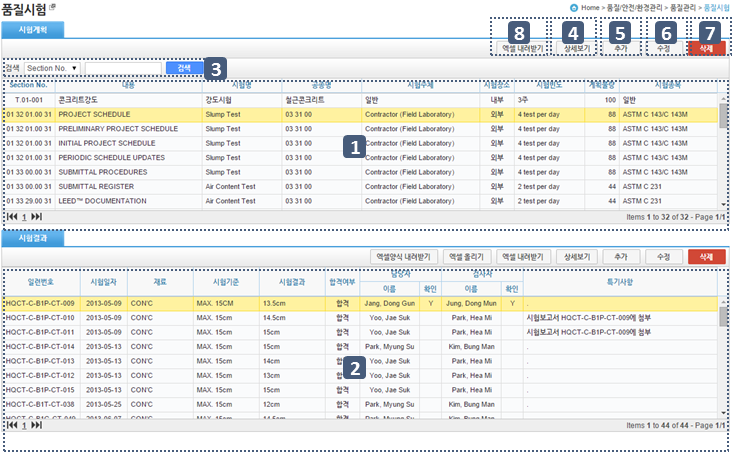 품질시험
Home > 품질/안전/환경관리 > 품질관리 > 품질시험
시험계획
8 4 5 6 7
엑셀 내려받기 상세보기 추가 수정 삭제
검색 Section No. 검색 3
Section No. 내용 시험명 공종명 시험주체 시험장소 시험빈도 계획물량 시험종목
T.01-001 콘크리트강도 강도시험 철근콘크리트 일반 내부 3주 100 일반
01 32 01.00 31 PROJECT SCHEDULE Slump Test 03 31 00 Contractor (Field Laboratory) 외부 4 test per day 88 ASTM C 143/C 143M
01 32 01.00 31 PRELIMINARY PROJECT SCHEDULE Slump Test 03 31 00 Contractor (Field Laboratory) 외부 4 test per day 88 ASTM C 143/C 143M
01 32 01.00 31 INITIAL PROJECT SCHEDULE Slump Test 03 31 00 Contractor (Field Laboratory) 외부 4 test per day 88 ASTM C 143/C 143M
1
01 32 01.00 31 PERIODIC SCHEDULE UPDATES Slump Test 03 31 00 Contractor (Field Laboratory) 외부 4 test per day 88 ASTM C 143/C 143M
01 33 00.00 31 SUBMITTAL PROCEDURES Slump Test 03 31 00 Contractor (Field Laboratory) 외부 4 test per day 88 ASTM C 143/C 143M
01 33 00.00 31 SUBMITTAL REGISTER Air Content Test 03 31 00 Contractor (Field Laboratory) 외부 2 test per day 44 ASTM C 231
01 33 29.00 31 LEED™ DOCUMENTATION Air Content Test 03 31 00 Contractor (Field Laboratory) 외부 2 test per day 44 ASTM C 231
1 Items 1 to 32 of 32 - Page 1/1
시험결과
엑셀양식 내려받기 엑셀 올리기 엑셀 내려받기 상세보기 추가 수정 삭제
일련번호 시험일자 재료 시험기준 시험결과 합격여부 담당자 검사자 특기사항
이름 확인 이름 확인
HQCT-C-B1P-CT-009 2013-05-09 CON'C MAX. 15CM 13.5cm 합격 Jang, Dong Gun Y Jung, Dong Mun Y .
HQCT-C-B1P-CT-010 2013-05-09 CON'C MAX. 15cm 14.5cm 합격 Yoo, Jae Suk Park, Hea Mi 시험보고서 HQCT-C-B1P-CT-009에 첨부
HQCT-C-B1P-CT-011 2013-05-09 CON'C MAX. 15cm 15cm 합격 Yoo, Jae Suk Park, Hea Mi 시험보고서 HQCT-C-B1P-CT-009에 첨부
HQCT-C-B1P-CT-014 2013-05-13 CON'C MAX. 15cm 15cm 합격 Park, Myung Su Kim, Bung Man .
HQCT-C-B1P-CT-013 2013-05-13 CON'C MAX. 15cm 14cm 합격 Yoo, Jae Suk Park, Hea Mi .
2
HQCT-C-B1P-CT-012 2013-05-13 CON'C MAX. 15cm 13cm 합격 Yoo, Jae Suk Park, Hea Mi .
HQCT-C-B1P-CT-015 2013-05-13 CON'C MAX. 15cm 15cm 합격 Yoo, Jae Suk Park, Hea Mi .
HQCT-C-B1T-CT-038 2013-05-25 CON'C MAX. 15cm 12cm 합격 Park, Myung Su Kim, Bung Man .
1 Items 1 to 44 of 44 - Page 1/1